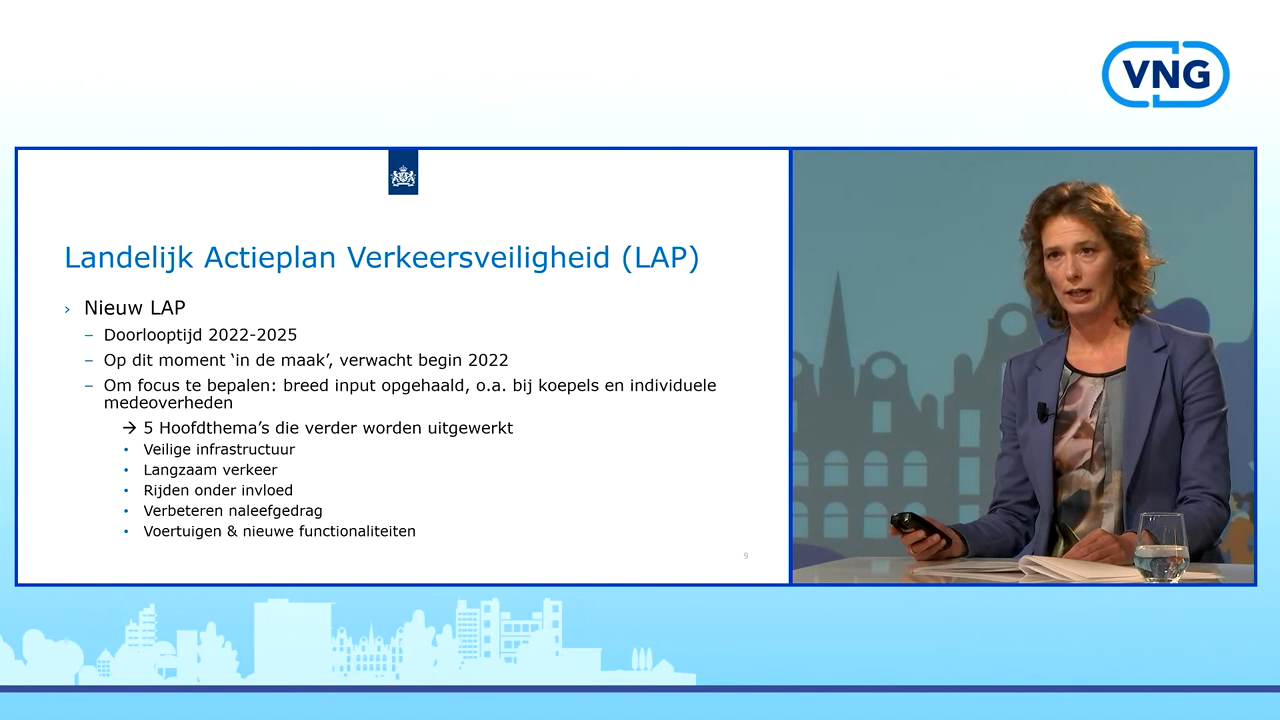 VNG
Landelijk Actieplan Verkeersveiligheid (LAP)
› Nieuw LAP
– Doorlooptijd 2022-2025
– Op dit moment ‘in de maak’, verwacht begin 2022
– Om focus te bepalen: breed input opgehaald, o.a. bij koepels en individuele
medeoverheden
→ 5 Hoofdthema’s die verder worden uitgewerkt
• Veilige infrastructuur
• Langzaam verkeer
• Rijden onder invloed
• Verbeteren naleefgedrag
• Voertuigen & nieuwe functionaliteiten
9